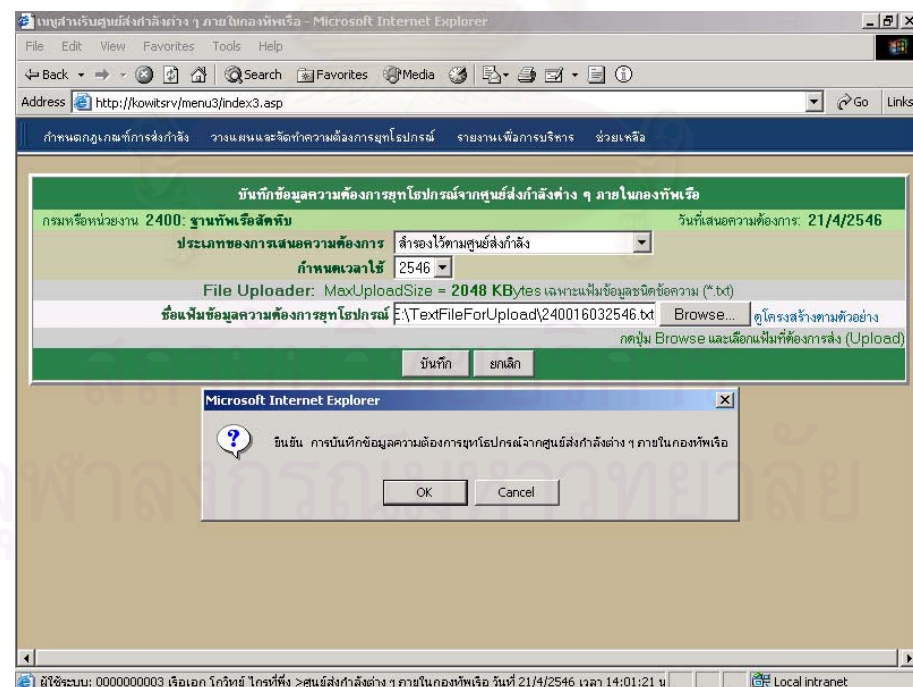 เมนูสำหรับศูนย์ส่งกำลังต่าง ๆ ภายในกองทัพเรือ - Microsoft Internet Explorer
File Edit View Favorites Tools Help
Back Search Favorites Media
Address http://kowitsrv/menu3/index3.asp Go Links
กำหนดกฎเกณฑ์การส่งกำลัง วางแผนและจัดทำความต้องการยุทโธปกรณ์ รายงานเพื่อการบริหาร ช่วยเหลือ
บันทึกข้อมูลความต้องการยุทโธปกรณ์จากศูนย์ส่งกำลังต่าง ๆ ภายในกองทัพเรือ
กรมหรือหน่วยงาน 2400: ฐานทัพเรือสัตหีบ วันที่เสนอความต้องการ: 21/4/2546
ประเภทของการเสนอความต้องการ สำรองไว้ตามศูนย์ส่งกำลัง
กำหนดเวลาใช้ 2546
File Uploader: MaxUploadSize = 2048 KBytes เฉพาะแฟ้มข้อมูลชนิดข้อความ (*.txt)
ชื่อแฟ้มข้อมูลความต้องการยุทโธปกรณ์ E:\TextFileForUpload\240016032546.txt Browse... ดูโครงสร้างตามตัวอย่าง
กดปุ่ม Browse และเลือกแฟ้มที่ต้องการส่ง (Upload)
บันทึก ยกเลิก
Microsoft Internet Explorer
ยืนยัน การบันทึกข้อมูลความต้องการยุทโธปกรณ์จากศูนย์ส่งกำลังต่าง ๆ ภายในกองทัพเรือ
OK Cancel
จุฬาลงกรณ์มหาวิทยาลัย
ผู้ใช้ระบบ: 0000000003 เรือเอก โกวิทย์ ไกรที่พึ่ง >ศูนย์ส่งกำลังต่าง ๆ ภายในกองทัพเรือ วันที่ 21/4/2546 เวลา 14:01:21 น Local intranet